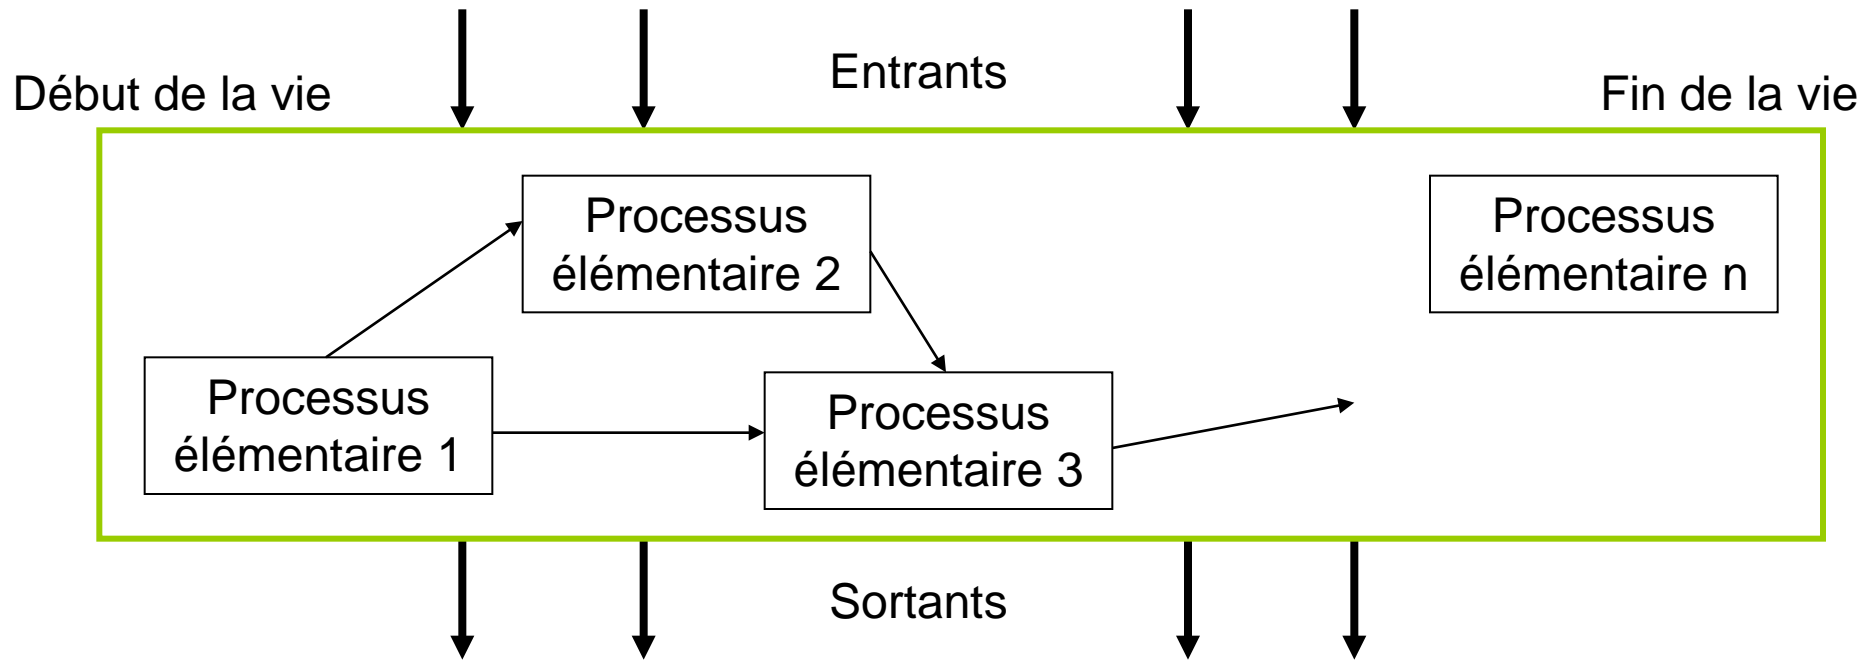 Entrants
Début de la vie
Fin de la vie
Processus
élémentaire 2
Processus
élémentaire n
Processus
élémentaire 1
Processus
élémentaire 3
Sortants